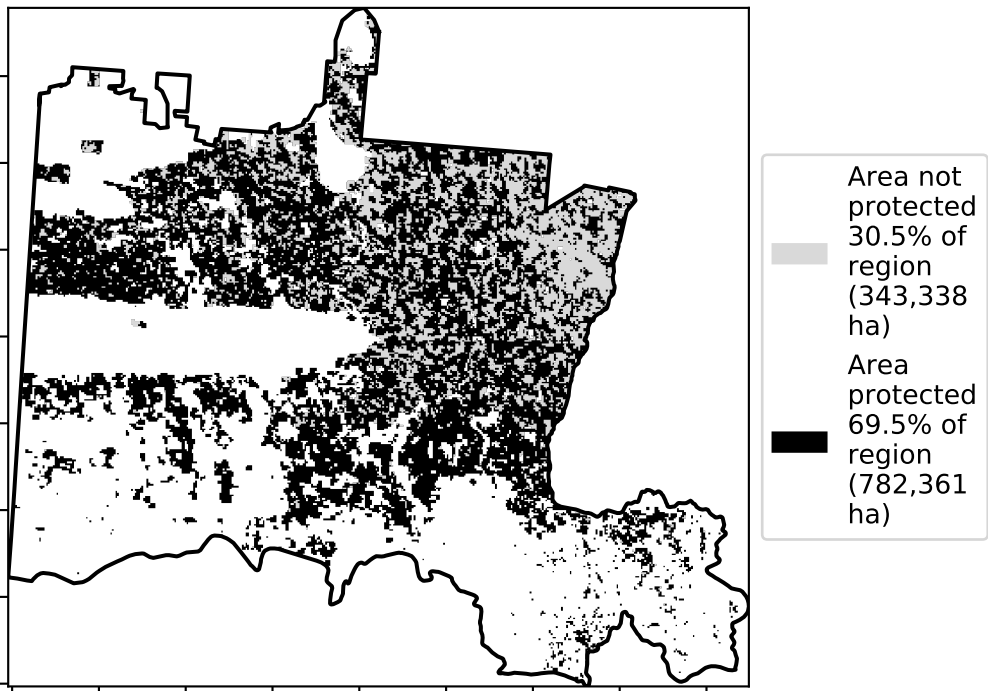 Area not
protected
30.5% of
region
(343,338
ha)
Area
protected
69.5% of
region
(782,361
ha)